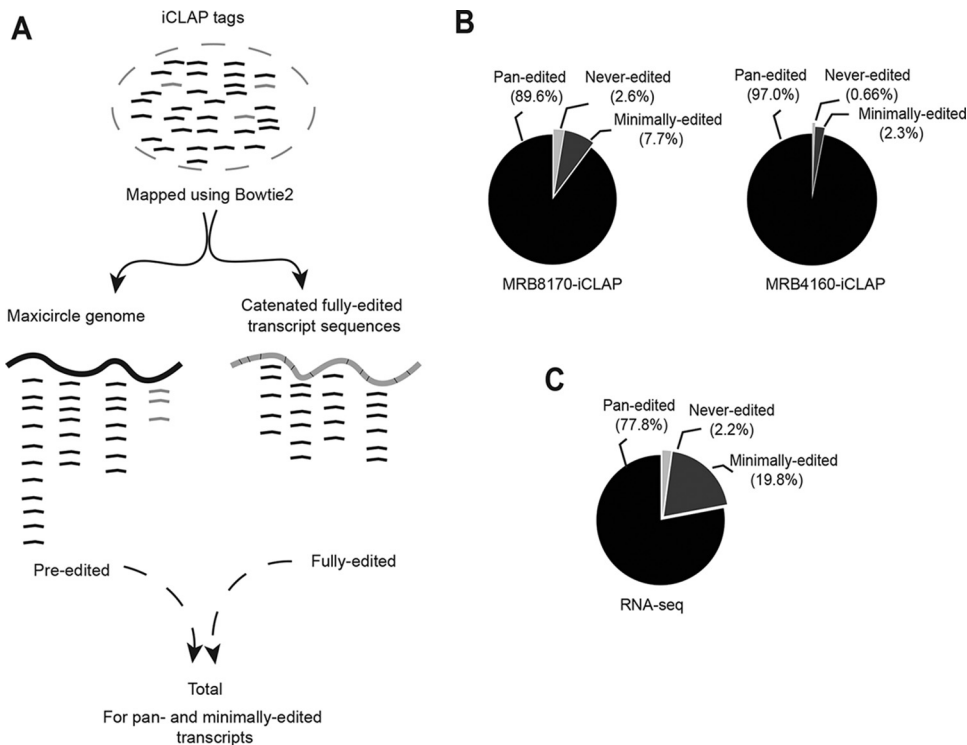 A
iCLAP tags
Mapped using Bowtie2
Maxicircle genome
Catenated fully-edited
transcript sequences
Pre-edited
Fully-edited
Total
For pan- and minimally-edited
transcripts
B
Pan-edited
(89.6%)
Never-edited
(2.6%)
Minimally-edited
(7.7%)
MRB8170-iCLAP
Pan-edited
(97.0%)
Never-edited
(0.66%)
Minimally-edited
(2.3%)
MRB4160-iCLAP
C
Pan-edited
(77.8%)
Never-edited
(2.2%)
Minimally-edited
(19.8%)
RNA-seq